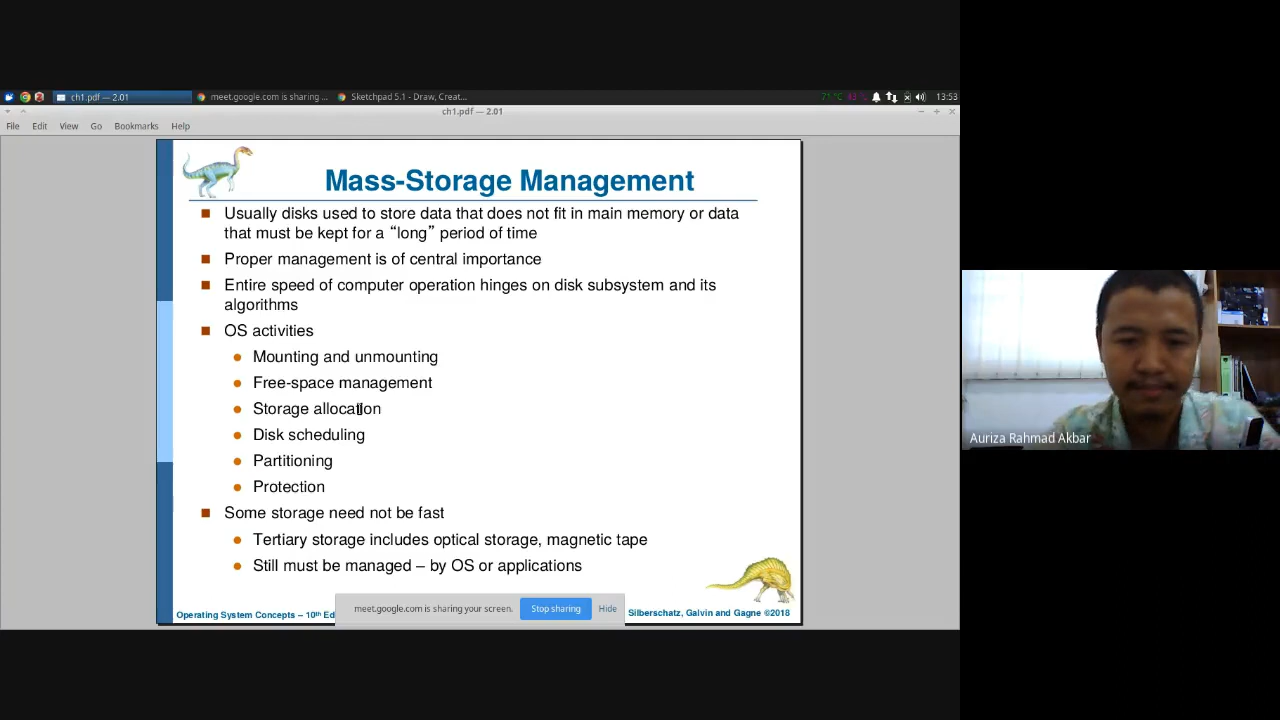 ch1.pdf — 2.01
meet.google.com is sharing ...
Sketchpad 5.1 - Draw, Creat...
13:53
ch1.pdf — 2.01
File Edit View Go Bookmarks Help
Mass-Storage Management
Usually disks used to store data that does not fit in main memory or data
that must be kept for a “long” period of time
Proper management is of central importance
Entire speed of computer operation hinges on disk subsystem and its
algorithms
OS activities
Mounting and unmounting
Free-space management
Storage allocation
Disk scheduling
Partitioning
Protection
Some storage need not be fast
Tertiary storage includes optical storage, magnetic tape
Still must be managed – by OS or applications
meet.google.com is sharing your screen. Stop sharing Hide
Operating System Concepts – 10th Ed
Silberschatz, Galvin and Gagne ©2018
Auriza Rahmad Akbar